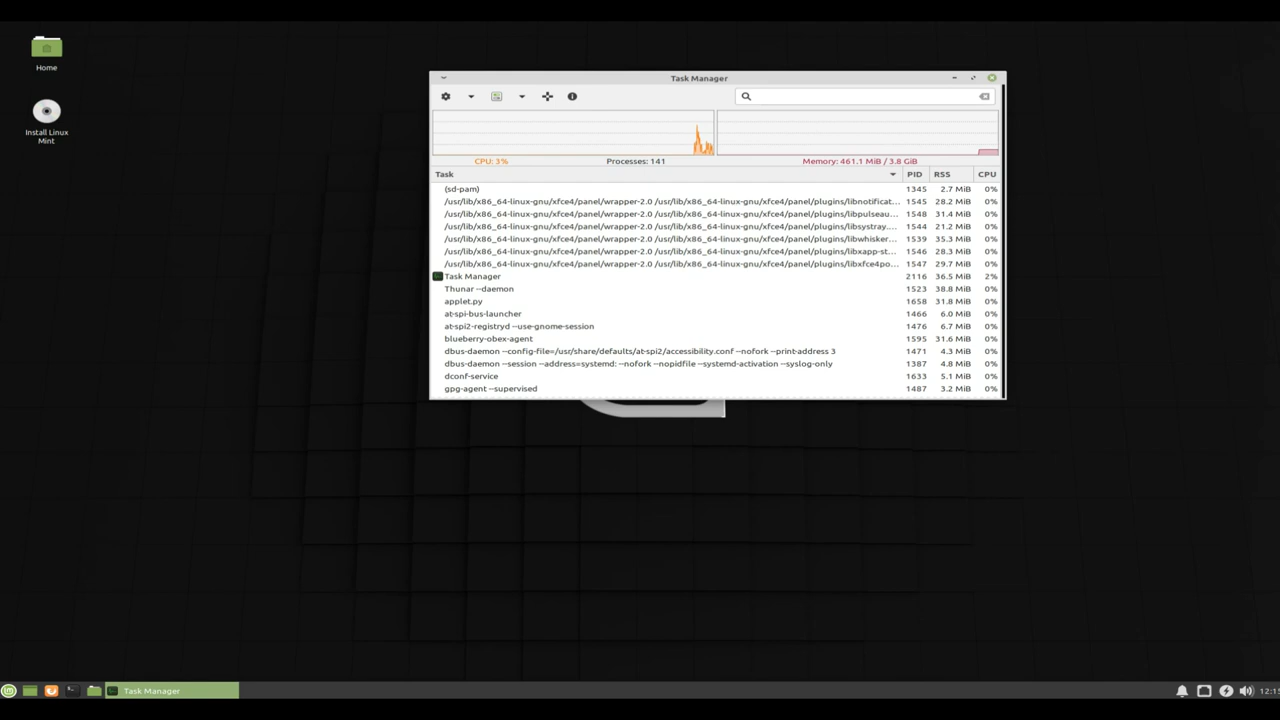 Home
Install Linux
Mint
Task Manager
CPU: 3%
Processes: 141
Memory: 461.1 MiB / 3.8 GiB
Task PID RSS CPU
(sd-pam) 1345 2.7 MiB 0%
/usr/lib/x86_64-linux-gnu/xfce4/panel/wrapper-2.0 /usr/lib/x86_64-linux-gnu/xfce4/panel/plugins/libnotificat... 1545 28.2 MiB 0%
/usr/lib/x86_64-linux-gnu/xfce4/panel/wrapper-2.0 /usr/lib/x86_64-linux-gnu/xfce4/panel/plugins/libpulseau... 1548 31.4 MiB 0%
/usr/lib/x86_64-linux-gnu/xfce4/panel/wrapper-2.0 /usr/lib/x86_64-linux-gnu/xfce4/panel/plugins/libsystray.... 1544 21.2 MiB 0%
/usr/lib/x86_64-linux-gnu/xfce4/panel/wrapper-2.0 /usr/lib/x86_64-linux-gnu/xfce4/panel/plugins/libwhisker... 1539 35.3 MiB 0%
/usr/lib/x86_64-linux-gnu/xfce4/panel/wrapper-2.0 /usr/lib/x86_64-linux-gnu/xfce4/panel/plugins/libxapp-st... 1546 28.3 MiB 0%
/usr/lib/x86_64-linux-gnu/xfce4/panel/wrapper-2.0 /usr/lib/x86_64-linux-gnu/xfce4/panel/plugins/libxfce4po... 1547 29.7 MiB 0%
Task Manager 2116 36.5 MiB 2%
Thunar --daemon 1523 38.8 MiB 0%
applet.py 1658 31.8 MiB 0%
at-spi-bus-launcher 1466 6.0 MiB 0%
at-spi2-registryd --use-gnome-session 1476 6.7 MiB 0%
blueberry-obex-agent 1595 31.6 MiB 0%
dbus-daemon --config-file=/usr/share/defaults/at-spi2/accessibility.conf --nofork --print-address 3 1471 4.3 MiB 0%
dbus-daemon --session --address=systemd: --nofork --nopidfile --systemd-activation --syslog-only 1387 4.8 MiB 0%
dconf-service 1633 5.1 MiB 0%
gpg-agent --supervised 1487 3.2 MiB 0%
Task Manager